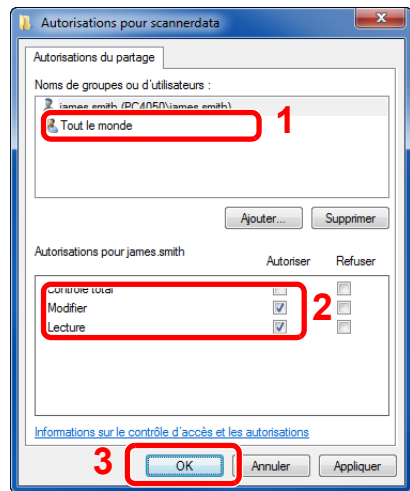 Autorisations pour scannerdata
Autorisations du partage
Noms de groupes ou d'utilisateurs :
james.smith (PC4050\james.smith)
Tout le monde
1
Ajouter...
Supprimer
Autorisations pour james.smith
Autoriser
Refuser
Contrôle total
Modifier
Lecture
2
Informations sur le contrôle d'accès et les autorisations
3
OK
Annuler
Appliquer